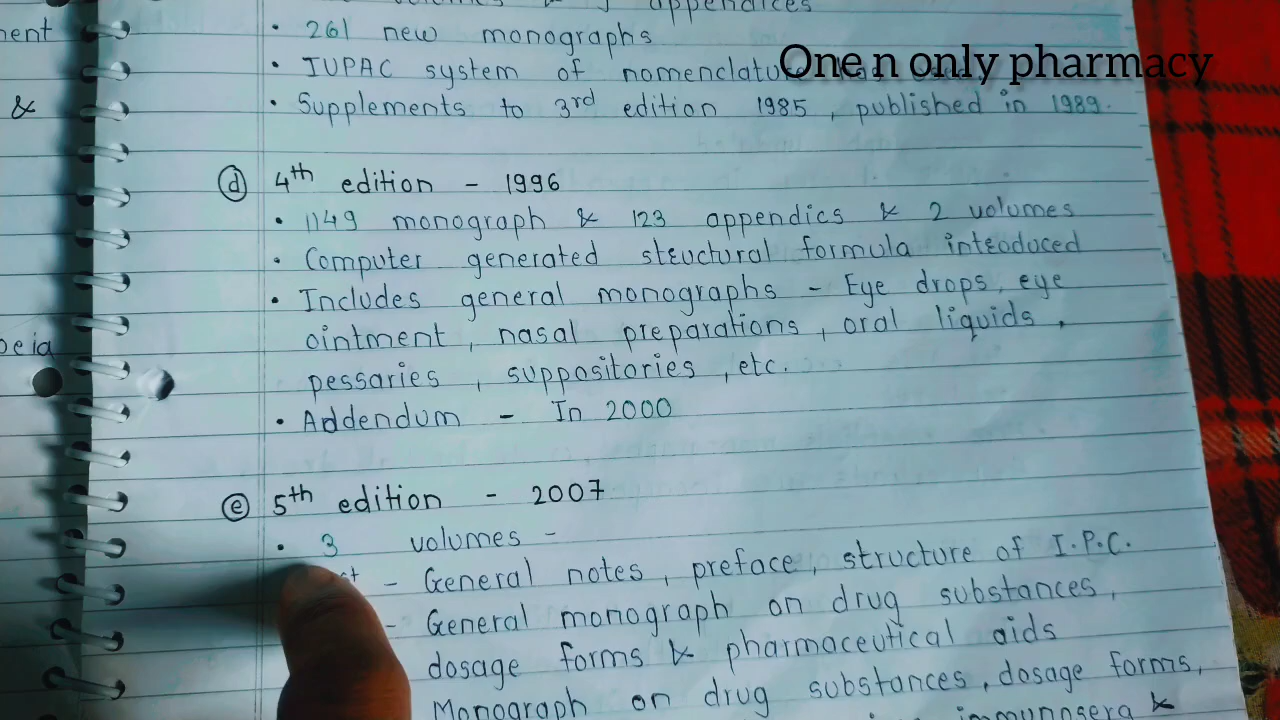 appendices
• 261 new monographs
• IUPAC system of
One n only pharmacy
• Supplements to 3rd edition 1985, published in 1989.
ment
&
ⓓ 4th edition - 1996
• 1149 monograph & 123 appendics & 2 volumes
• Computer generated structural formula introduced
• Includes general monographs - Eye drops, eye
ointment, nasal preparations, oral liquids,
pessaries, suppositories, etc.
• Addendum - In 2000
ⓔ 5th edition - 2007
• 3 volumes -
- General notes, preface, structure of I.P.C.
- General monograph on drug substances,
dosage forms & pharmaceutical aids
Monograph on drug substances, dosage forms,
immunosera &